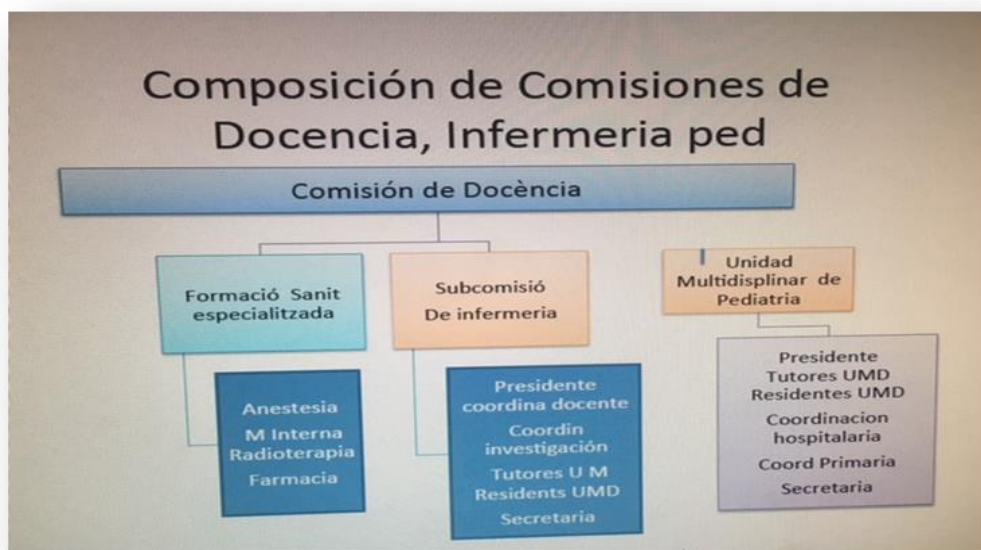 Composición de Comisiones de
Docencia, Infermeria ped
Comisión de Docència
Formació Sanit
especialitzada
Subcomisió
De infermeria
Unidad
Multidisplinar de
Pediatria
Anestesia
M Interna
Radioterapia
Farmacia
Presidente
coordina docente
Coordin
investigación
Tutores U M
Residents UMD
Secretaria
Presidente
Tutores UMD
Residentes UMD
Coordinacion
hospitalaria
Coord Primaria
Secretaria